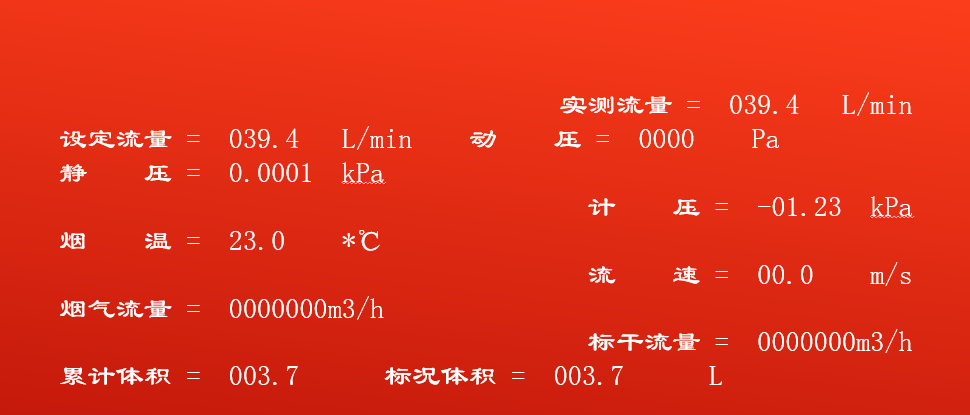 实测流量 = 039.4 L/min
设定流量 = 039.4 L/min 动 压 = 0000 Pa
静 压 = 0.0001 kPa
计 压 = -01.23 kPa
烟 温 = 23.0 *℃
流 速 = 00.0 m/s
烟气流量 = 0000000m3/h
标干流量 = 0000000m3/h
累计体积 = 003.7 标况体积 = 003.7 L